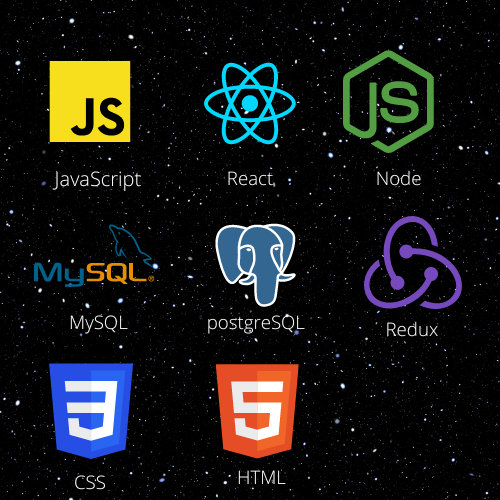 JS
JavaScript
React
JS
Node
MySQL®
MySQL
postgreSQL
Redux
3
CSS
5
HTML